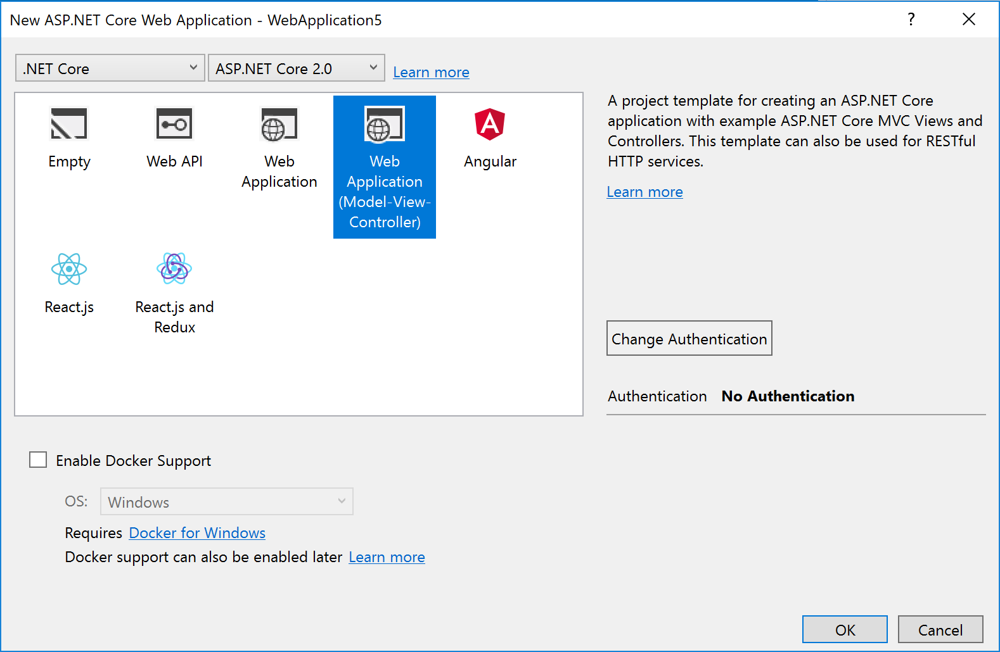 New ASP.NET Core Web Application - WebApplication5
?
.NET Core
ASP.NET Core 2.0
Learn more
Empty
Web API
Web
Application
Web
Application
(Model-View-
Controller)
Angular
React.js
React.js and
Redux
A project template for creating an ASP.NET Core
application with example ASP.NET Core MVC Views and
Controllers. This template can also be used for RESTful
HTTP services.
Learn more
Change Authentication
Authentication No Authentication
Enable Docker Support
OS: Windows
Requires Docker for Windows
Docker support can also be enabled later Learn more
OK
Cancel